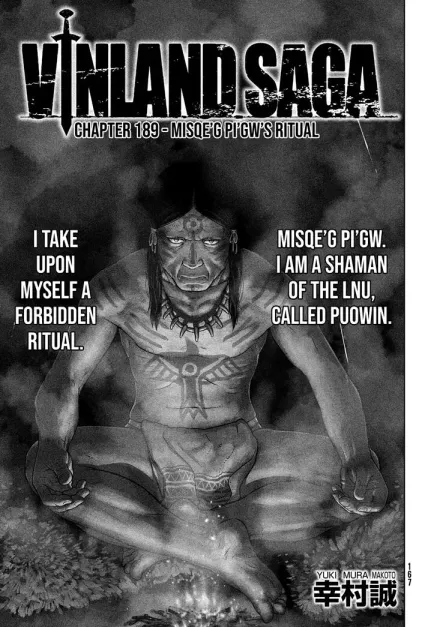 VINLAND SAGA
CHAPTER 189 - MISQE'G PI'GW'S RITUAL
MISQE'G PI'GW.
I AM A SHAMAN
OF THE LNU,
CALLED PUOWIN.
I TAKE
UPON
MYSELF A
FORBIDDEN
RITUAL.
167
YUKI MURA MAKOTO
幸村誠